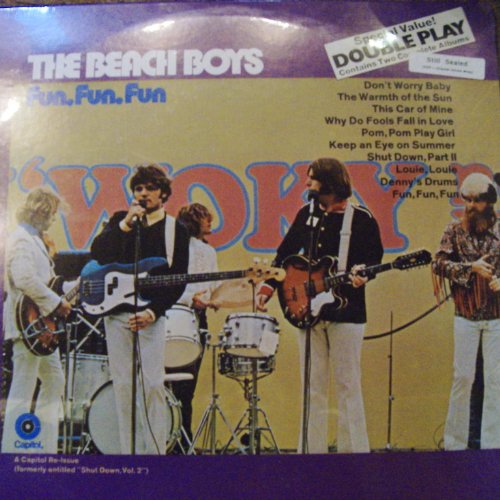 THE BEACH BOYS
Fun, Fun, Fun
Special Value!
DOUBLE PLAY
Contains Two Complete Albums
Still Sealed
Don't Worry Baby
The Warmth of the Sun
This Car of Mine
Why Do Fools Fall in Love
Pom, Pom Play Girl
Keep an Eye on Summer
Shut Down, Part II
Louie, Louie
Denny's Drums
Fun, Fun, Fun
'WOKY'
Capitol
A Capitol Re-Issue
(formerly entitled "Shut Down, Vol. 2")